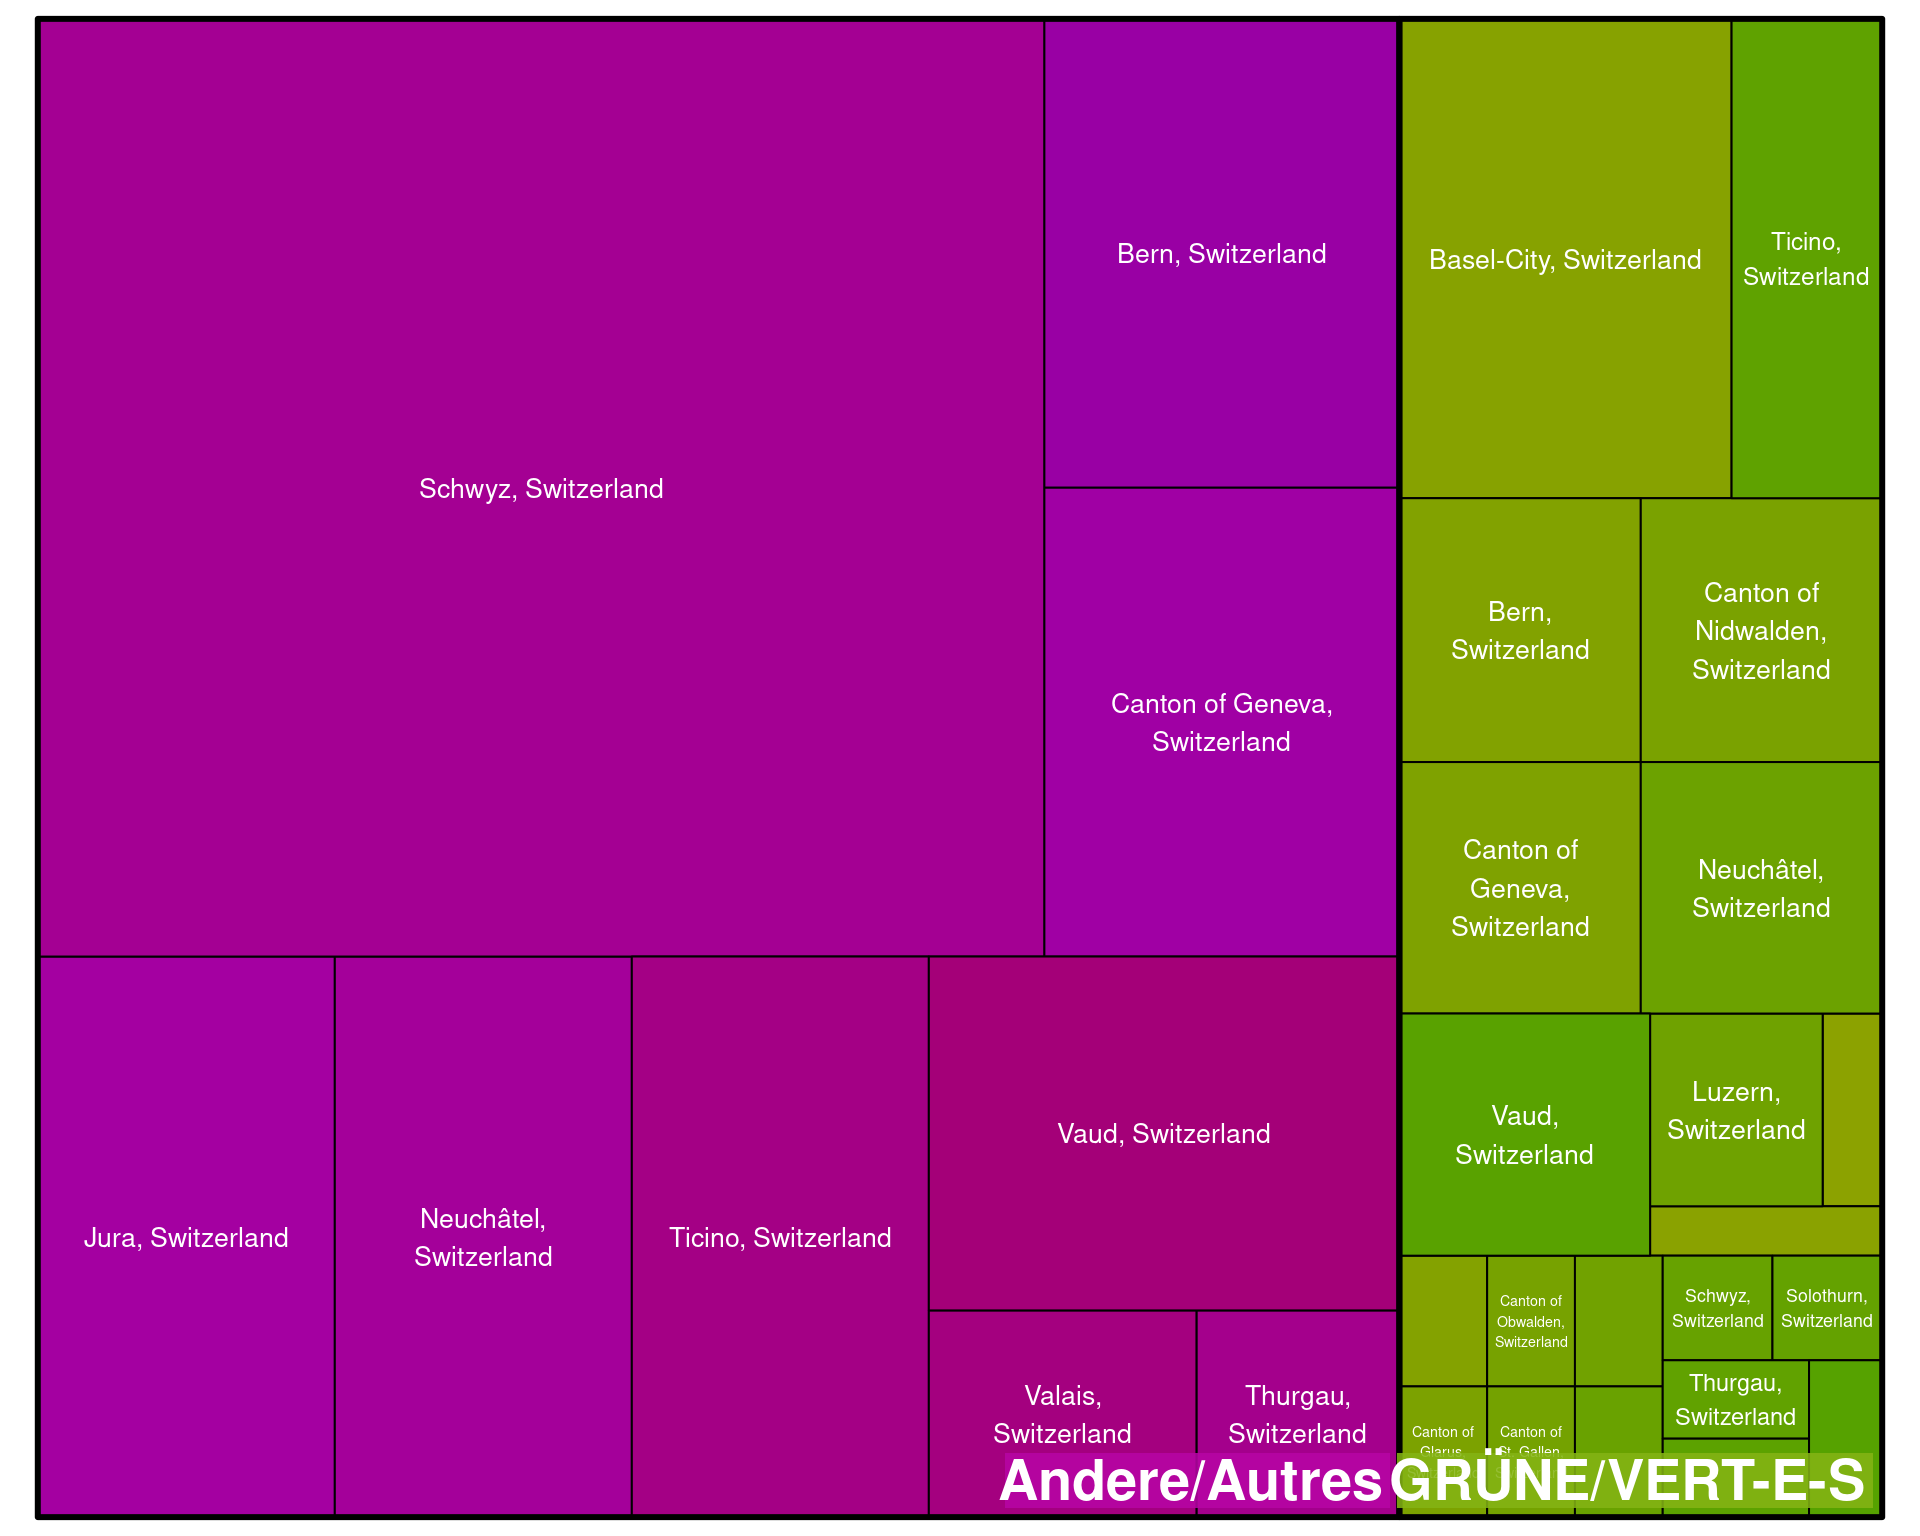 Schwyz, Switzerland
Bern, Switzerland
Canton of Geneva,
Switzerland
Jura, Switzerland
Neuchâtel,
Switzerland
Ticino, Switzerland
Vaud, Switzerland
Valais,
Switzerland
Thurgau,
Switzerland
Andere/Autres
Basel-City, Switzerland
Ticino,
Switzerland
Bern,
Switzerland
Canton of
Nidwalden,
Switzerland
Canton of
Geneva,
Switzerland
Neuchâtel,
Switzerland
Vaud,
Switzerland
Luzern,
Switzerland
Canton of
Obwalden,
Switzerland
Schwyz,
Switzerland
Solothurn,
Switzerland
Thurgau,
Switzerland
Canton of
Glarus,
Canton of
St. Gallen,
GRÜNE/VERT-E-S